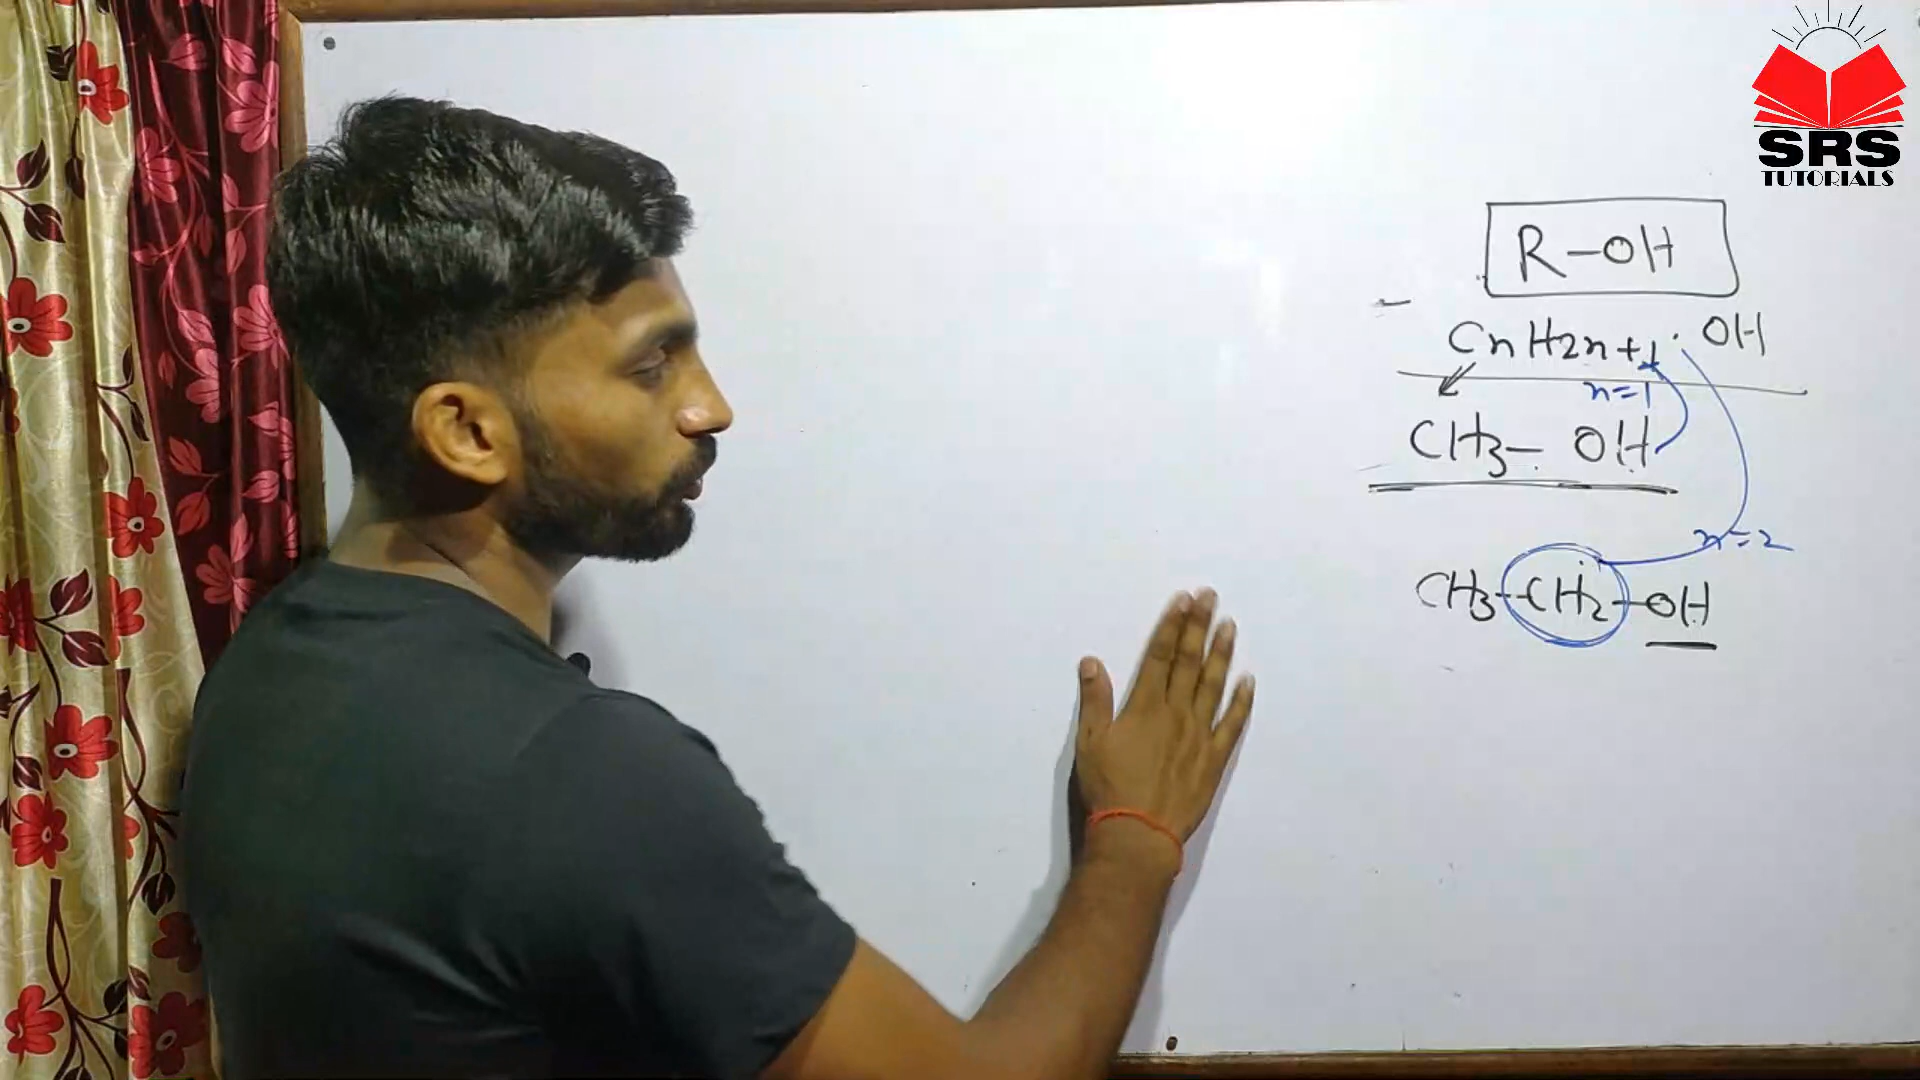 SRS
TUTORIALS
R-OH
CnH2n+1 . OH
n=1
CH3- OH
n=2
CH3-CH2-OH